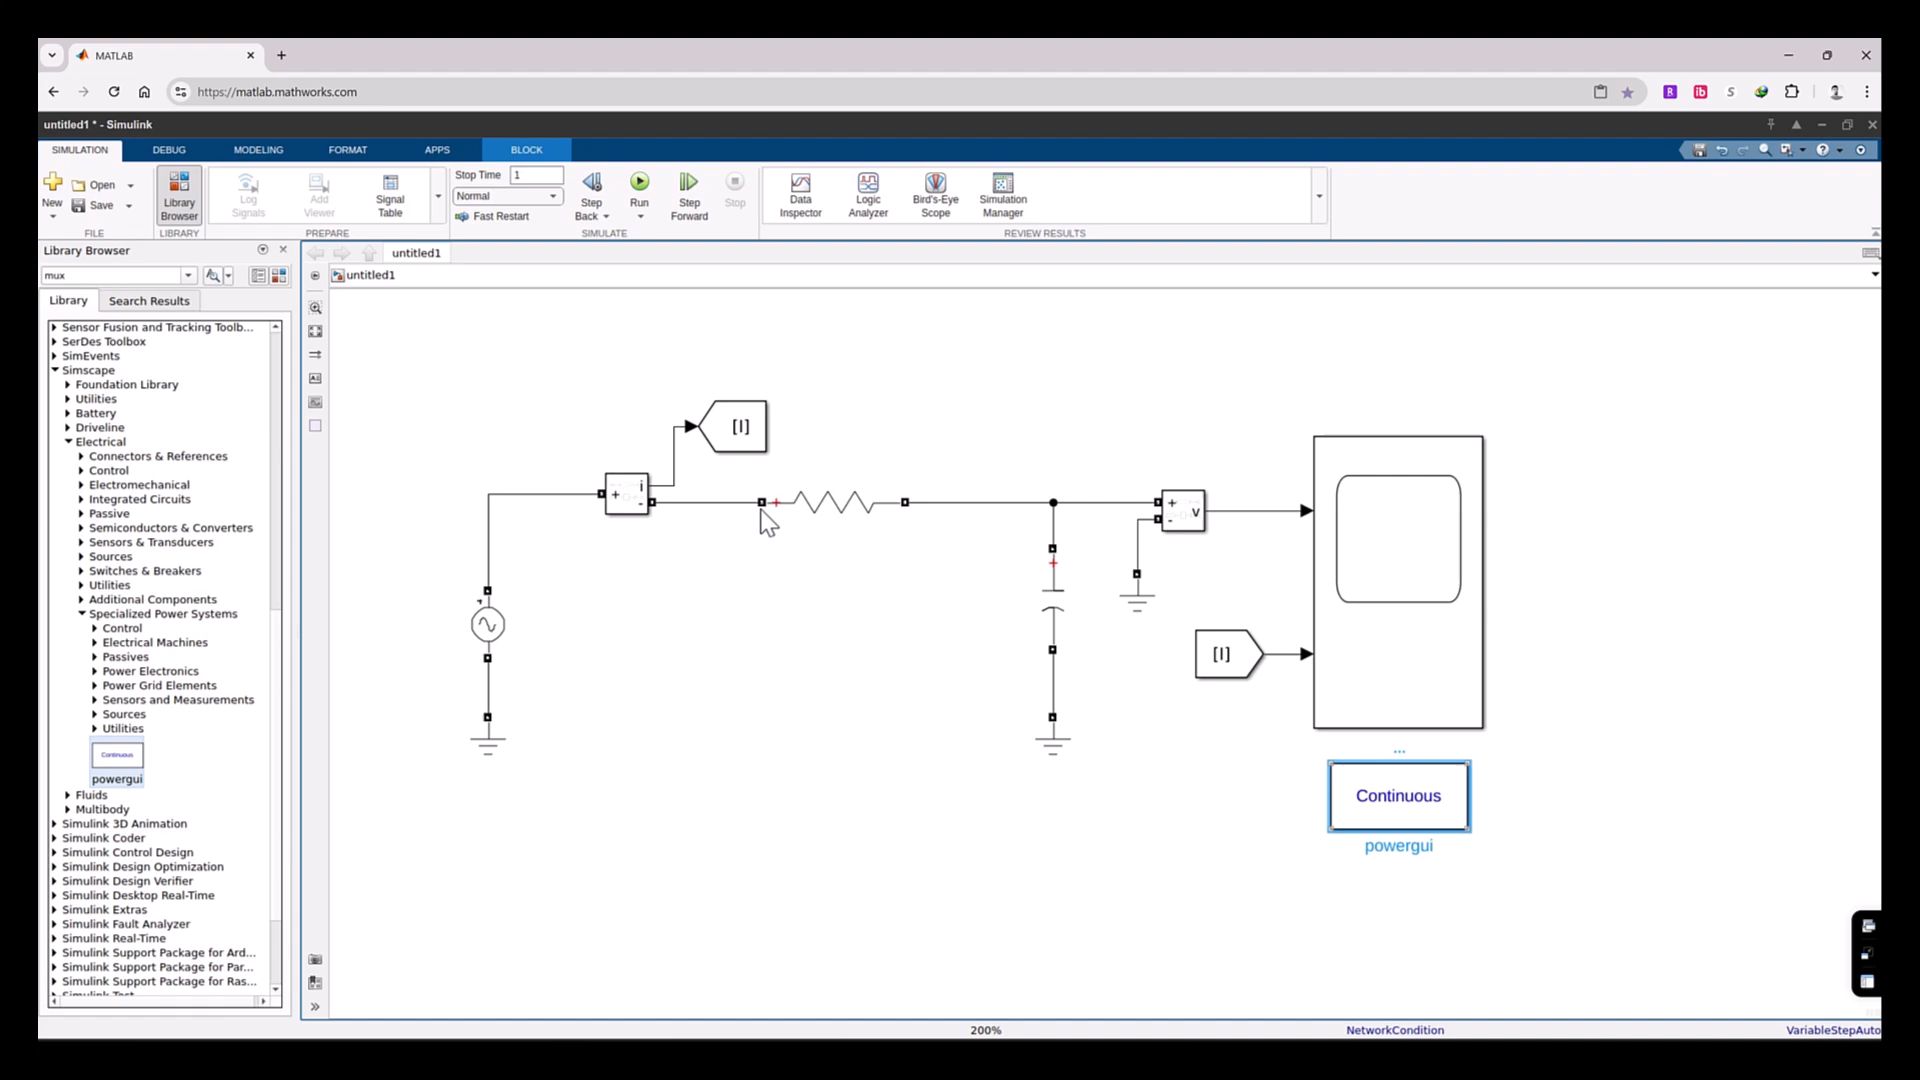 MATLAB
https://matlab.mathworks.com
untitled1 * - Simulink
SIMULATION DEBUG MODELING FORMAT APPS BLOCK
New
Open
Save
FILE
Library Browser
LIBRARY
Log Signals
Add Viewer
Signal Table
PREPARE
Stop Time 1
Normal
Fast Restart
Step Back
Run
Step Forward
Stop
SIMULATE
Data Inspector
Logic Analyzer
Bird's-Eye Scope
Simulation Manager
REVIEW RESULTS
Library Browser
mux
Library Search Results
Sensor Fusion and Tracking Toolb...
SerDes Toolbox
SimEvents
Simscape
Foundation Library
Utilities
Battery
Driveline
Electrical
Connectors & References
Control
Electromechanical
Integrated Circuits
Passive
Semiconductors & Converters
Sensors & Transducers
Sources
Switches & Breakers
Utilities
Additional Components
Specialized Power Systems
Control
Electrical Machines
Passives
Power Electronics
Power Grid Elements
Sensors and Measurements
Sources
Utilities
Continuous
powergui
Fluids
Multibody
Simulink 3D Animation
Simulink Coder
Simulink Control Design
Simulink Design Optimization
Simulink Design Verifier
Simulink Desktop Real-Time
Simulink Extras
Simulink Fault Analyzer
Simulink Real-Time
Simulink Support Package for Ard...
Simulink Support Package for Par...
Simulink Support Package for Ras...
Simulink Test
untitled1
untitled1
[I]
+ i
-
+
+
-
v
+
[I]
...
Continuous
powergui
200%
NetworkCondition
VariableStepAuto